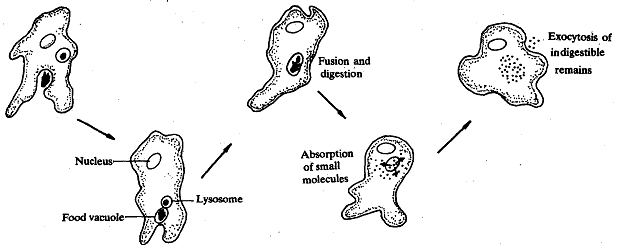 Nucleus
Lysosome
Food vacuole
Fusion and
digestion
Absorption
of small
molecules
Exocytosis of
indigestible
remains